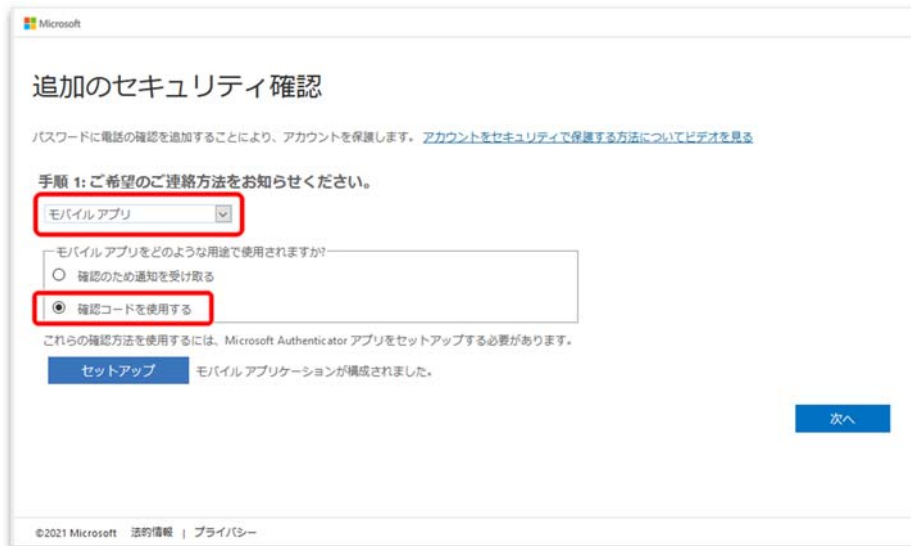 Microsoft
追加のセキュリティ確認
パスワードに電話の確認を追加することにより、アカウントを保護します。 アカウントをセキュリティで保護する方法についてビデオを見る
手順 1: ご希望のご連絡方法をお知らせください。
モバイル アプリ
モバイル アプリをどのような用途で使用されますか?
確認のため通知を受け取る
確認コードを使用する
これらの確認方法を使用するには、Microsoft Authenticator アプリをセットアップする必要があります。
セットアップ モバイル アプリケーションが構成されました。
次へ
©2021 Microsoft 法的情報 | プライバシー